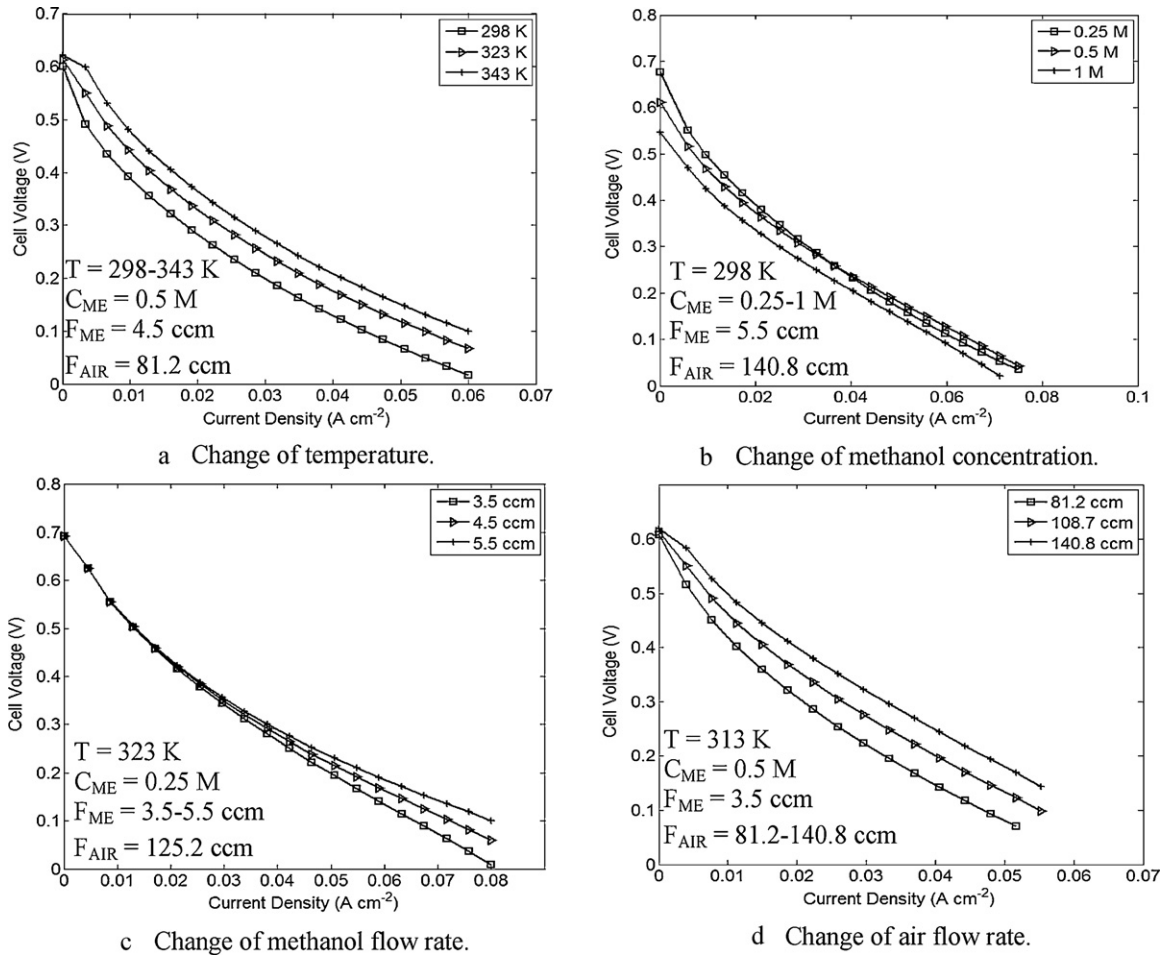 0.7
0.6
0.5
0.4
0.3
0.2
0.1
0
Cell Voltage (V)
298 K
323 K
343 K
T = 298-343 K
C_ME = 0.5 M
F_ME = 4.5 ccm
F_AIR = 81.2 ccm
0 0.01 0.02 0.03 0.04 0.05 0.06 0.07
Current Density (A cm⁻²)
a Change of temperature.
0.8
0.7
0.6
0.5
0.4
0.3
0.2
0.1
0
Cell Voltage (V)
0.25 M
0.5 M
1 M
T = 298 K
C_ME = 0.25-1 M
F_ME = 5.5 ccm
F_AIR = 140.8 ccm
0 0.02 0.04 0.06 0.08 0.1
Current Density (A cm⁻²)
b Change of methanol concentration.
0.8
0.7
0.6
0.5
0.4
0.3
0.2
0.1
0
Cell Voltage (V)
3.5 ccm
4.5 ccm
5.5 ccm
T = 323 K
C_ME = 0.25 M
F_ME = 3.5-5.5 ccm
F_AIR = 125.2 ccm
0 0.01 0.02 0.03 0.04 0.05 0.06 0.07 0.08
Current Density (A cm⁻²)
c Change of methanol flow rate.
0.6
0.5
0.4
0.3
0.2
0.1
0
Cell Voltage (V)
81.2 ccm
108.7 ccm
140.8 ccm
T = 313 K
C_ME = 0.5 M
F_ME = 3.5 ccm
F_AIR = 81.2-140.8 ccm
0 0.01 0.02 0.03 0.04 0.05 0.06 0.07
Current Density (A cm⁻²)
d Change of air flow rate.